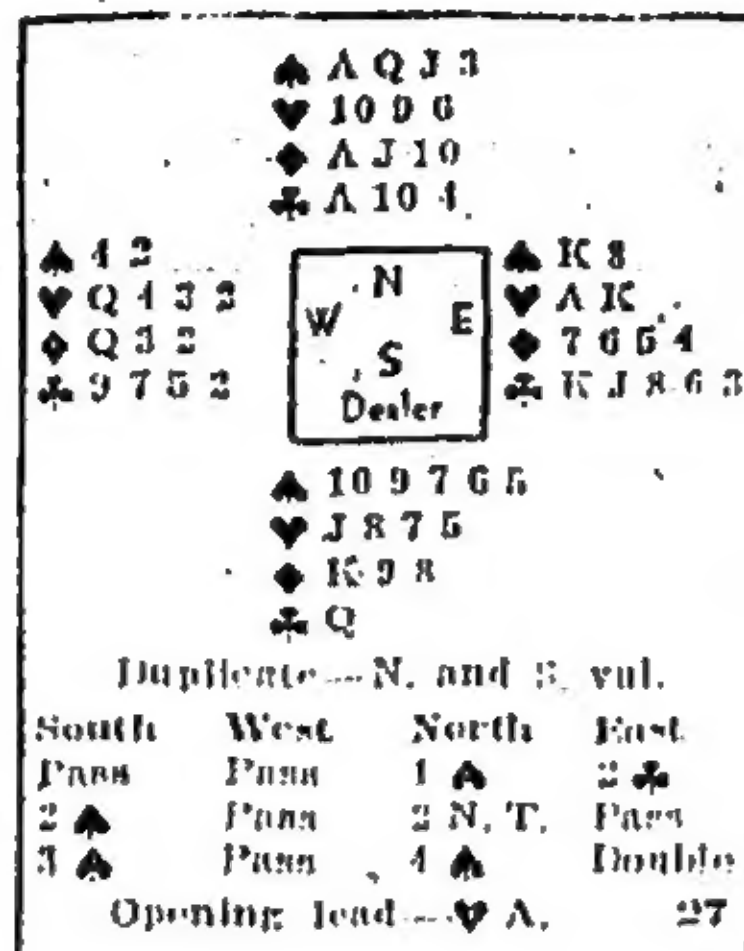 ♠ A Q J 3
♥ 10 9 6
♦ A J 10
♣ A 10 4
♠ 4 2
♥ Q 4 3 2
♦ Q 3 2
♣ 9 7 5 2
N
W E
S
Dealer
♠ K 8
♥ A K
♦ 7 6 5 4
♣ K J 8 6 3
♠ 10 9 7 6 5
♥ J 8 7 5
♦ K 9 8
♣ Q
Duplicate—N. and S. vul.
South West North East
Pass Pass 1 ♠ 2 ♣
2 ♠ Pass 2 N. T. Pass
3 ♠ Pass 4 ♠ Double
Opening lead—♥ A. 27